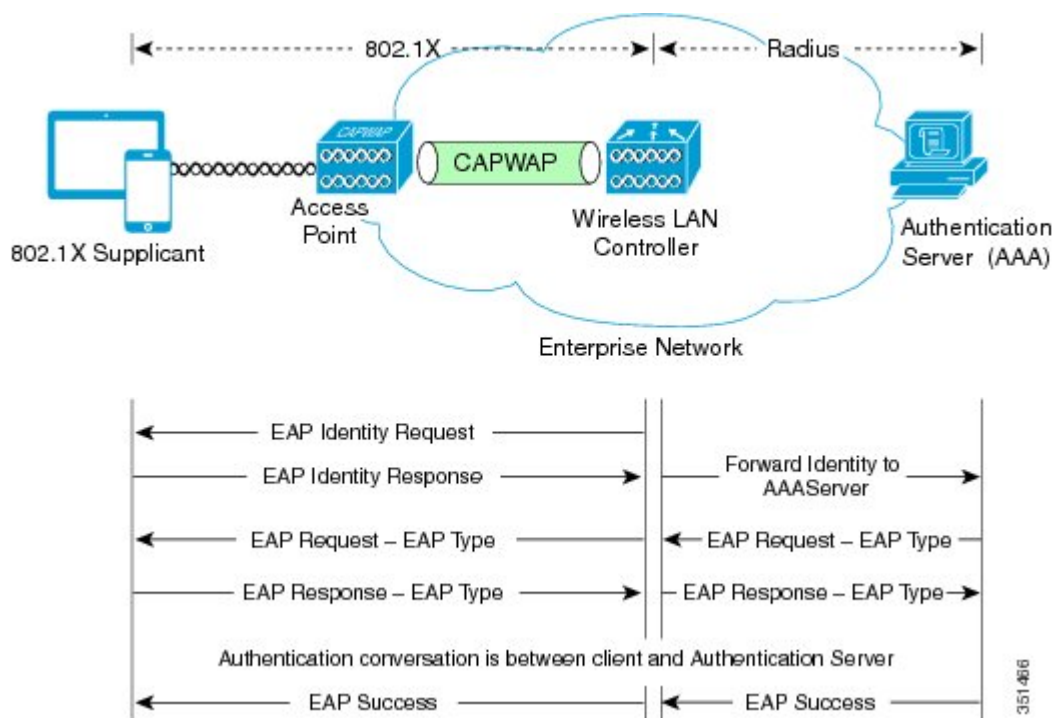 802.1X
Radius
CAPWAP
CAPWAP
Access
Point
Wireless LAN
Controller
802.1X Supplicant
Authentication
Server (AAA)
Enterprise Network
EAP Identity Request
EAP Identity Response
Forward Identity to
AAAServer
EAP Request – EAP Type
EAP Request – EAP Type
EAP Response – EAP Type
EAP Response – EAP Type
Authentication conversation is between client and Authentication Server
EAP Success
EAP Success
351466